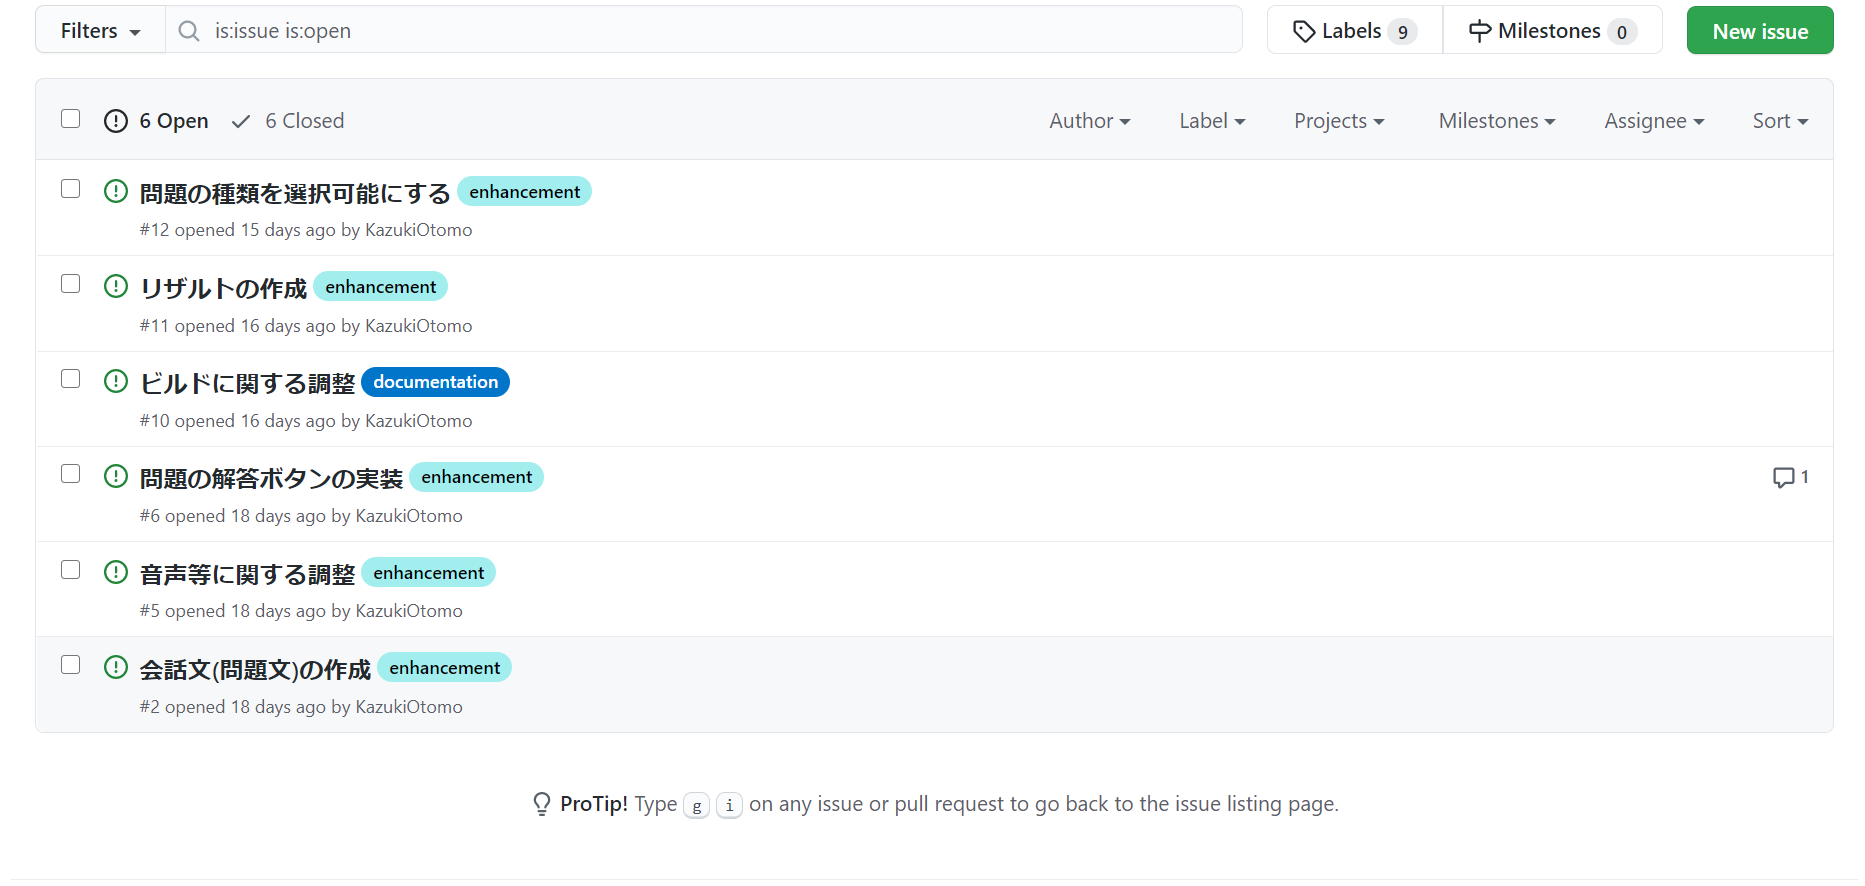 Filters is:issue is:open Labels 9 Milestones 0 New issue
6 Open 6 Closed Author Label Projects Milestones Assignee Sort
問題の種類を選択可能にする enhancement
#12 opened 15 days ago by KazukiOtomo
リザルトの作成 enhancement
#11 opened 16 days ago by KazukiOtomo
ビルドに関する調整 documentation
#10 opened 16 days ago by KazukiOtomo
問題の解答ボタンの実装 enhancement 1
#6 opened 18 days ago by KazukiOtomo
音声等に関する調整 enhancement
#5 opened 18 days ago by KazukiOtomo
会話文(問題文)の作成 enhancement
#2 opened 18 days ago by KazukiOtomo
ProTip! Type g i on any issue or pull request to go back to the issue listing page.